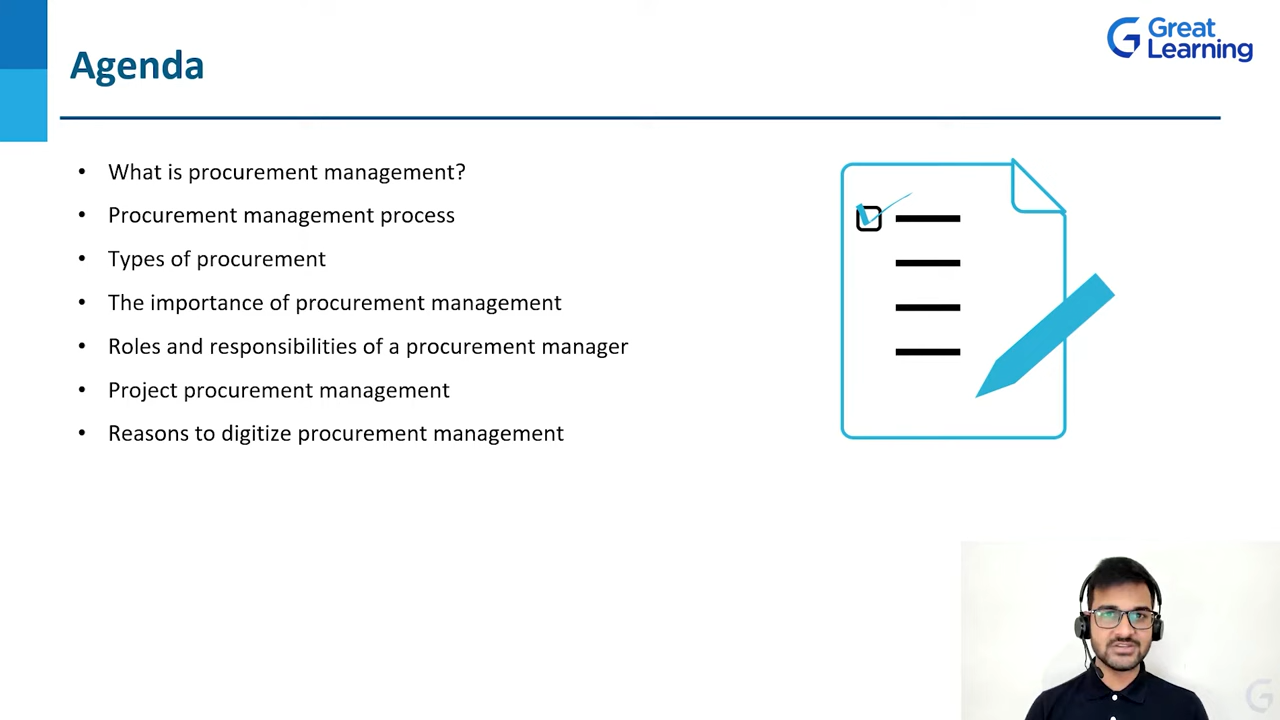 Agenda
Great
Learning
• What is procurement management?
• Procurement management process
• Types of procurement
• The importance of procurement management
• Roles and responsibilities of a procurement manager
• Project procurement management
• Reasons to digitize procurement management